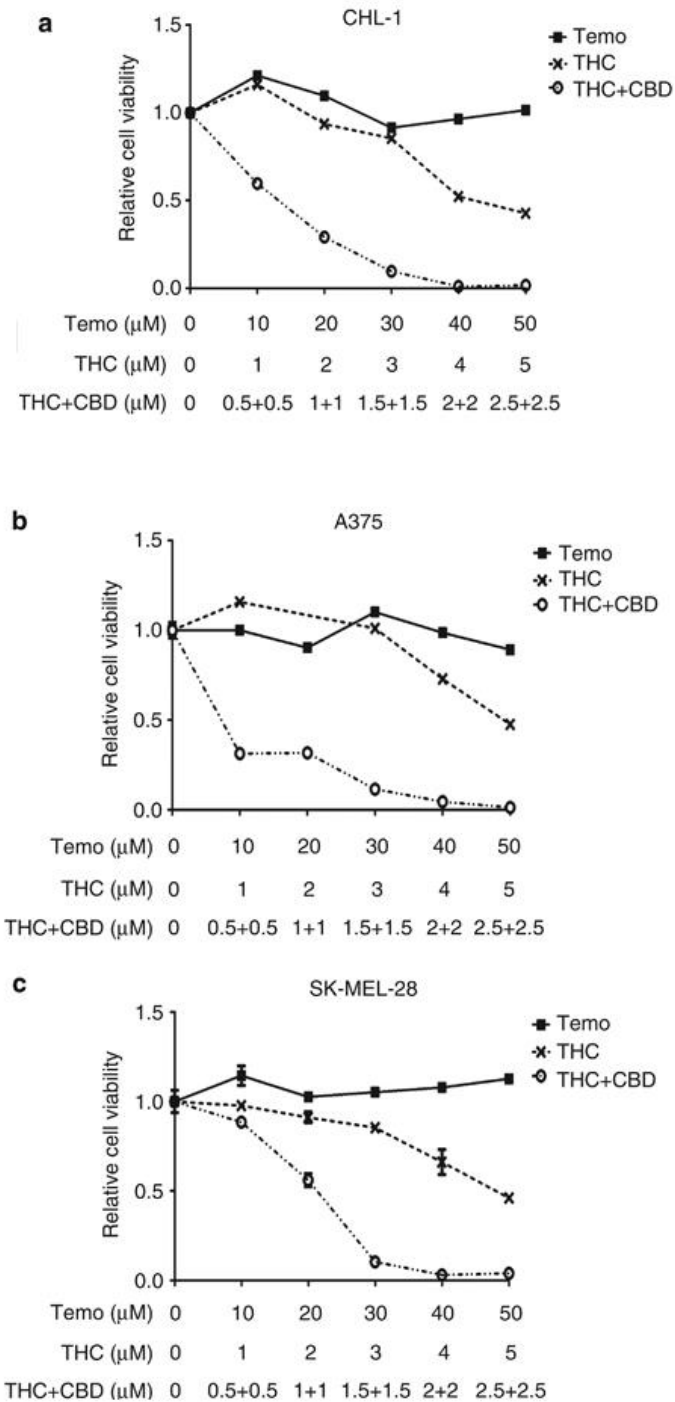 a
CHL-1
1.5
1.0
0.5
0.0
Relative cell viability
Temo
THC
THC+CBD
Temo (µM) 0 10 20 30 40 50
THC (µM) 0 1 2 3 4 5
THC+CBD (µM) 0 0.5+0.5 1+1 1.5+1.5 2+2 2.5+2.5
b
A375
1.5
1.0
0.5
0.0
Relative cell viability
Temo
THC
THC+CBD
Temo (µM) 0 10 20 30 40 50
THC (µM) 0 1 2 3 4 5
THC+CBD (µM) 0 0.5+0.5 1+1 1.5+1.5 2+2 2.5+2.5
c
SK-MEL-28
1.5
1.0
0.5
0.0
Relative cell viability
Temo
THC
THC+CBD
Temo (µM) 0 10 20 30 40 50
THC (µM) 0 1 2 3 4 5
THC+CBD (µM) 0 0.5+0.5 1+1 1.5+1.5 2+2 2.5+2.5